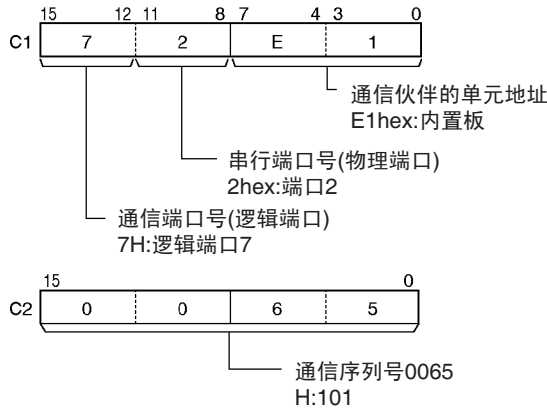 15 12 11 8 7 4 3 0
C1 7 2 E 1
通信伙伴的单元地址
E1hex:内置板
串行端口号(物理端口)
2hex:端口2
通信端口号(逻辑端口)
7H:逻辑端口7
15 0
C2 0 0 6 5
通信序列号0065
H:101